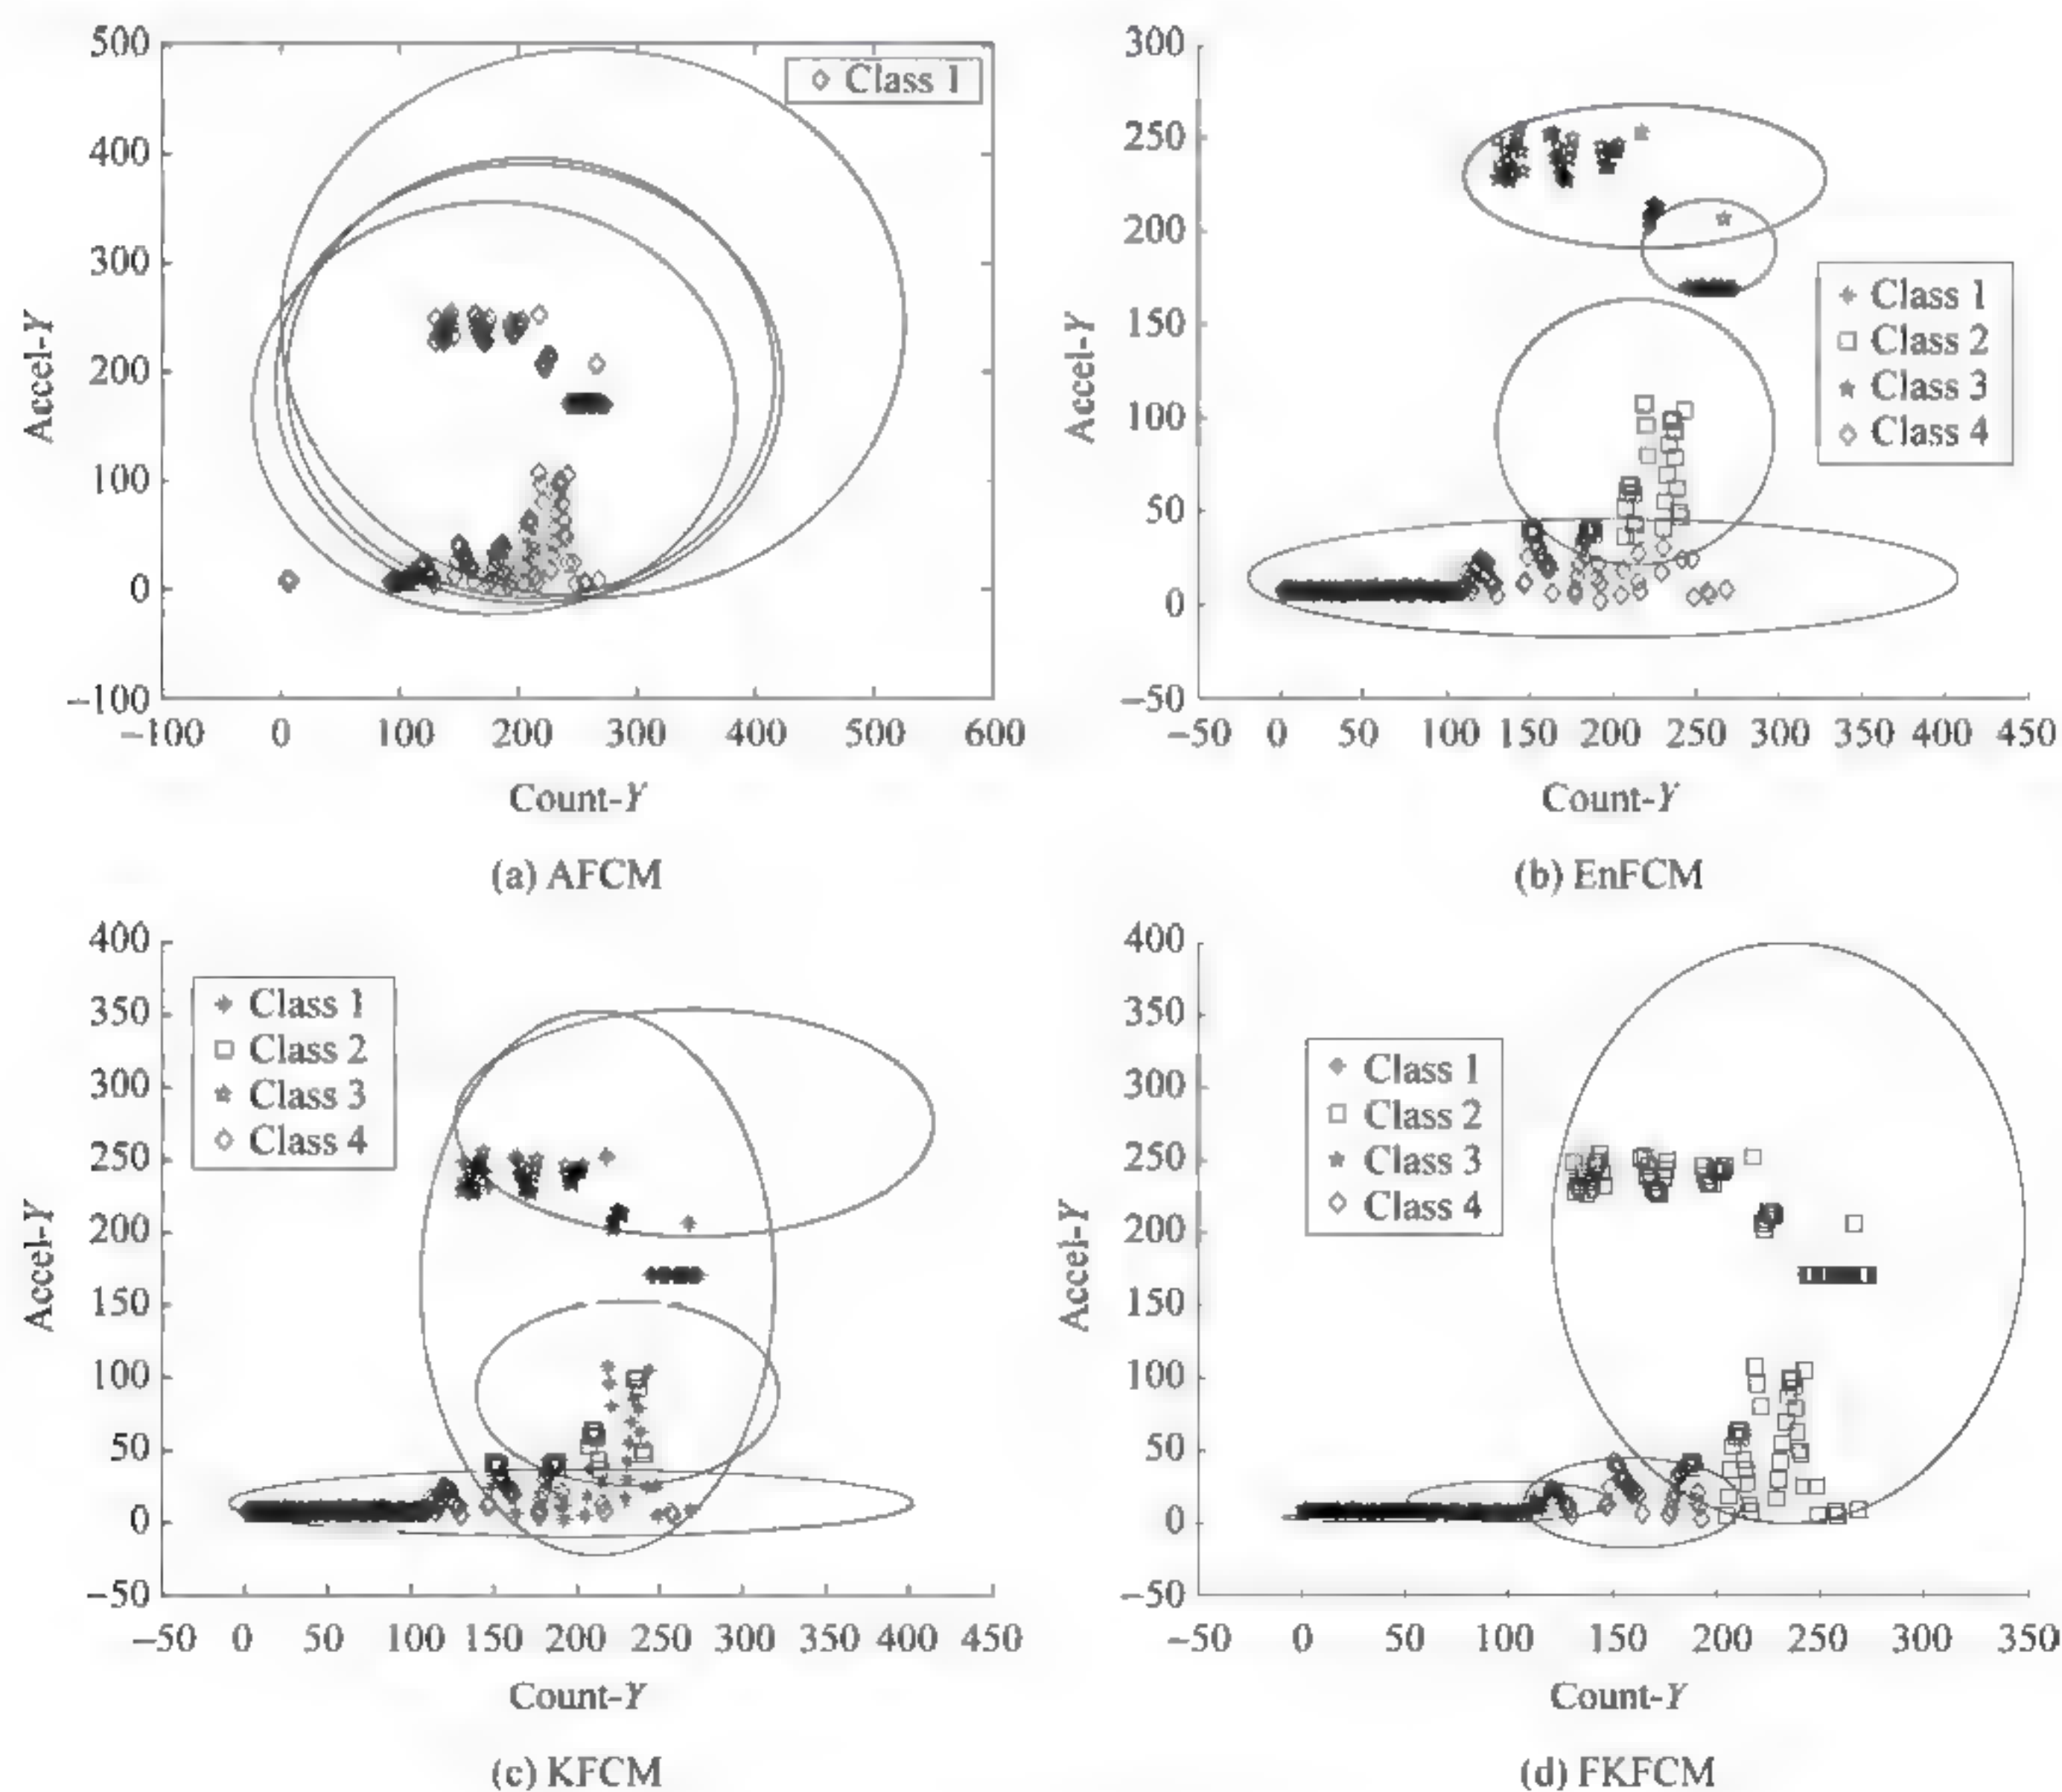 500
400
300
200
100
0
−100
−100 0 100 200 300 400 500 600
Accel-Y
Count-Y
Class 1
(a) AFCM
300
250
200
150
100
50
0
−50
−50 0 50 100 150 200 250 300 350 400 450
Accel-Y
Count-Y
Class 1
Class 2
Class 3
Class 4
(b) EnFCM
400
350
300
250
200
150
100
50
0
−50
−50 0 50 100 150 200 250 300 350 400 450
Accel-Y
Count-Y
Class 1
Class 2
Class 3
Class 4
(c) KFCM
400
350
300
250
200
150
100
50
0
−50
−50 0 50 100 150 200 250 300 350
Accel-Y
Count-Y
Class 1
Class 2
Class 3
Class 4
(d) FKFCM